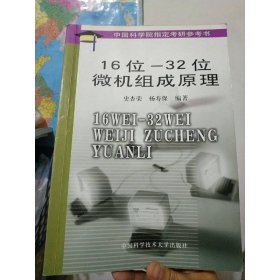 中国科学院指定考研参考书
16位－32位
微机组成原理
史杏荣 杨寿保 编著
16WEI-32WEI
WEIJI ZUCHENG
YUANLI
中国科学技术大学出版社